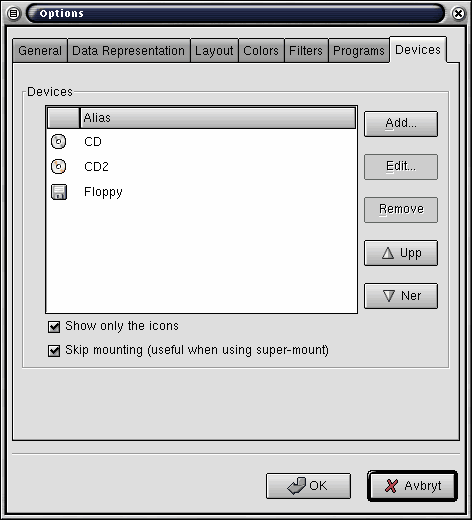 Options
General Data Representation Layout Colors Filters Programs Devices
Devices
Alias
CD
CD2
Floppy
Add...
Edit...
Remove
Upp
Ner
Show only the icons
Skip mounting (useful when using super-mount)
OK Avbryt